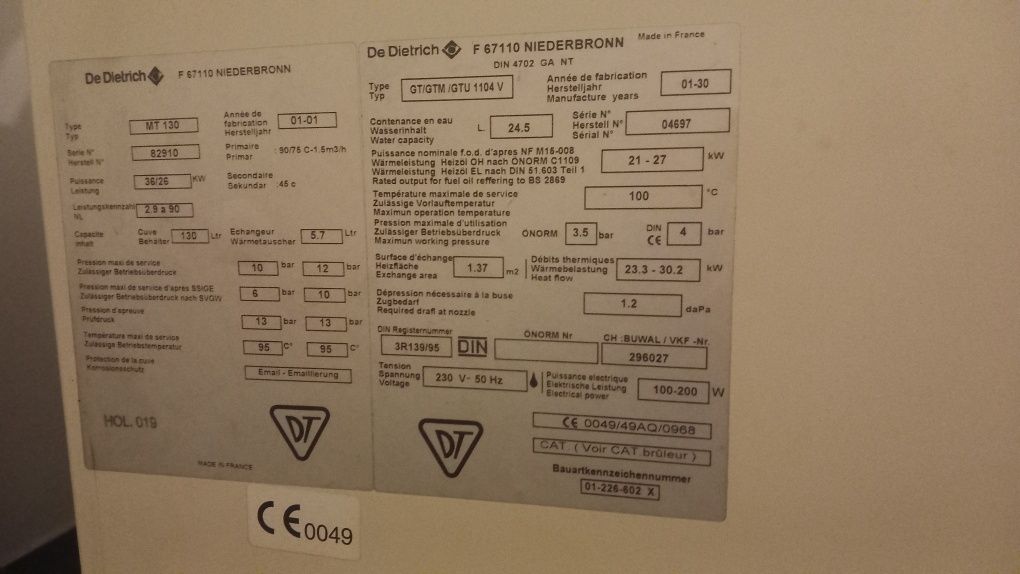 De Dietrich F 67110 NIEDERBRONN
Type
Typ
MT 130
Année de
fabrication
Herstelljahr
01-01
Série N°
Herstell N°
82910
Primaire
Primär
: 90/75 C-1.5m3/h
Puissance
Leistung
36/26 KW
Secondaire
Sekundär
:45 c
Leistungskennzahl
NL
2.9 a 90
Capacite
Inhalt
Cuve
Behälter
130 Ltr
Echangeur
Wärmetauscher
5.7 Ltr
Pression maxi de service
Zulässiger Betriebsüberdruck
10 bar 12 bar
Pression maxi de service d'apres SSIGE
Zulässiger Betriebsüberdruck nach SVGW
6 bar 10 bar
Pression d'epreuve
Prüfdruck
13 bar 13 bar
Température maxi de service
Zulässige Betriebstemperatur
95 C° 95 C°
Protection de la cuve
Korrosionsschutz
Email - Emaillierung
HOL. 019
DT
MADE IN FRANCE
CE 0049
De Dietrich F 67110 NIEDERBRONN Made in France
DIN 4702 GA NT
Type
Typ
GT/GTM /GTU 1104 V
Année de fabrication
Herstelljahr
Manufacture years
01-30
Contenance en eau
Wasserinhalt
Water capacity
L. 24.5
Série N°
Herstell N°
Sérial N°
04697
Puissance nominale f.o.d. d'apres NF M15-008
Wärmeleistung Heizöl OH nach ÖNORM C1109
Wärmeleistung Heizöl EL nach DIN 51.603 Teil 1
Rated output for fuel oil reffering to BS 2869
21 - 27 kW
Température maximale de service
Zulässige Vorlauftemperatur
Maximun operation temperature
100 °C
Pression maximale d'utilisation
Zulässiger Betriebsüberdruck
Maximun working pressure
ÖNORM 3.5 bar
DIN
CE
4 bar
Surface d'échange
Heizfläche
Exchange area
1.37 m2
Débits thermiques
Wärmebelastung
Heat flow
23.3 - 30.2 kW
Dépression nécessaire à la buse
Zugbedarf
Required drafl at nozzle
1.2 daPa
DIN Registernummer
3R139/95
DIN
ÖNORM Nr
CH :BUWAL / VKF -Nr.
296027
Tension
Spannung
Voltage
230 V~ 50 Hz
Puissance electrique
Elektrische Leistung
Electrical power
100-200 W
DT
CE 0049/49AQ/0968
CAT. ( Voir CAT.brûleur )
Bauartkennzeichennummer
01-226-602 X